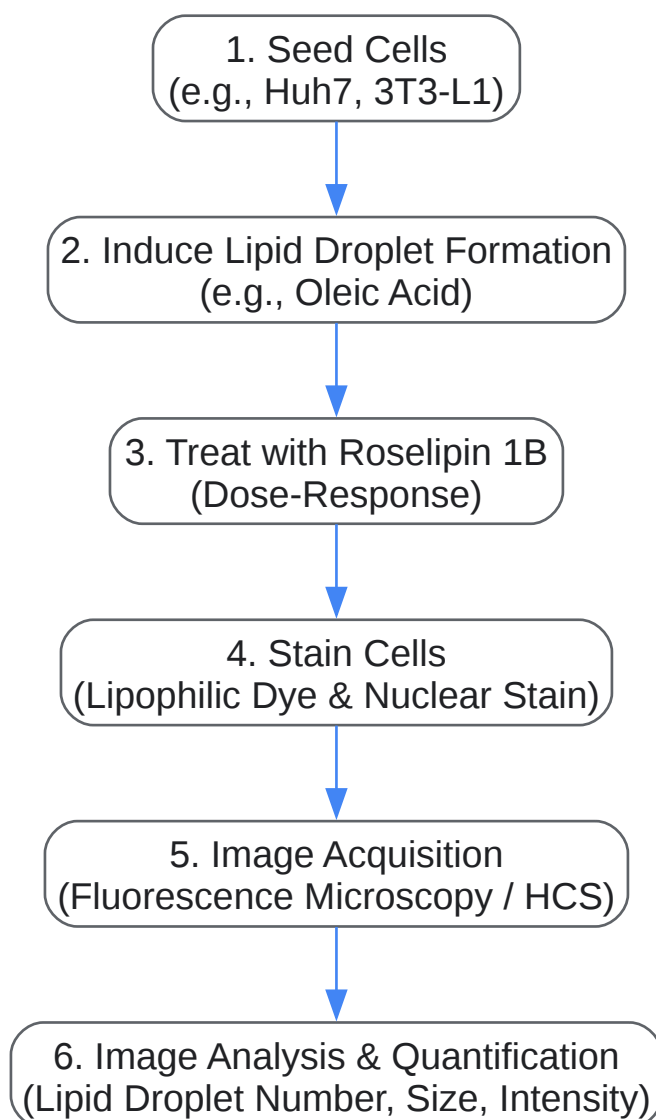 1. Seed Cells
(e.g., Huh7, 3T3-L1)
2. Induce Lipid Droplet Formation
(e.g., Oleic Acid)
3. Treat with Roselipin 1B
(Dose-Response)
4. Stain Cells
(Lipophilic Dye & Nuclear Stain)
5. Image Acquisition
(Fluorescence Microscopy / HCS)
6. Image Analysis & Quantification
(Lipid Droplet Number, Size, Intensity)